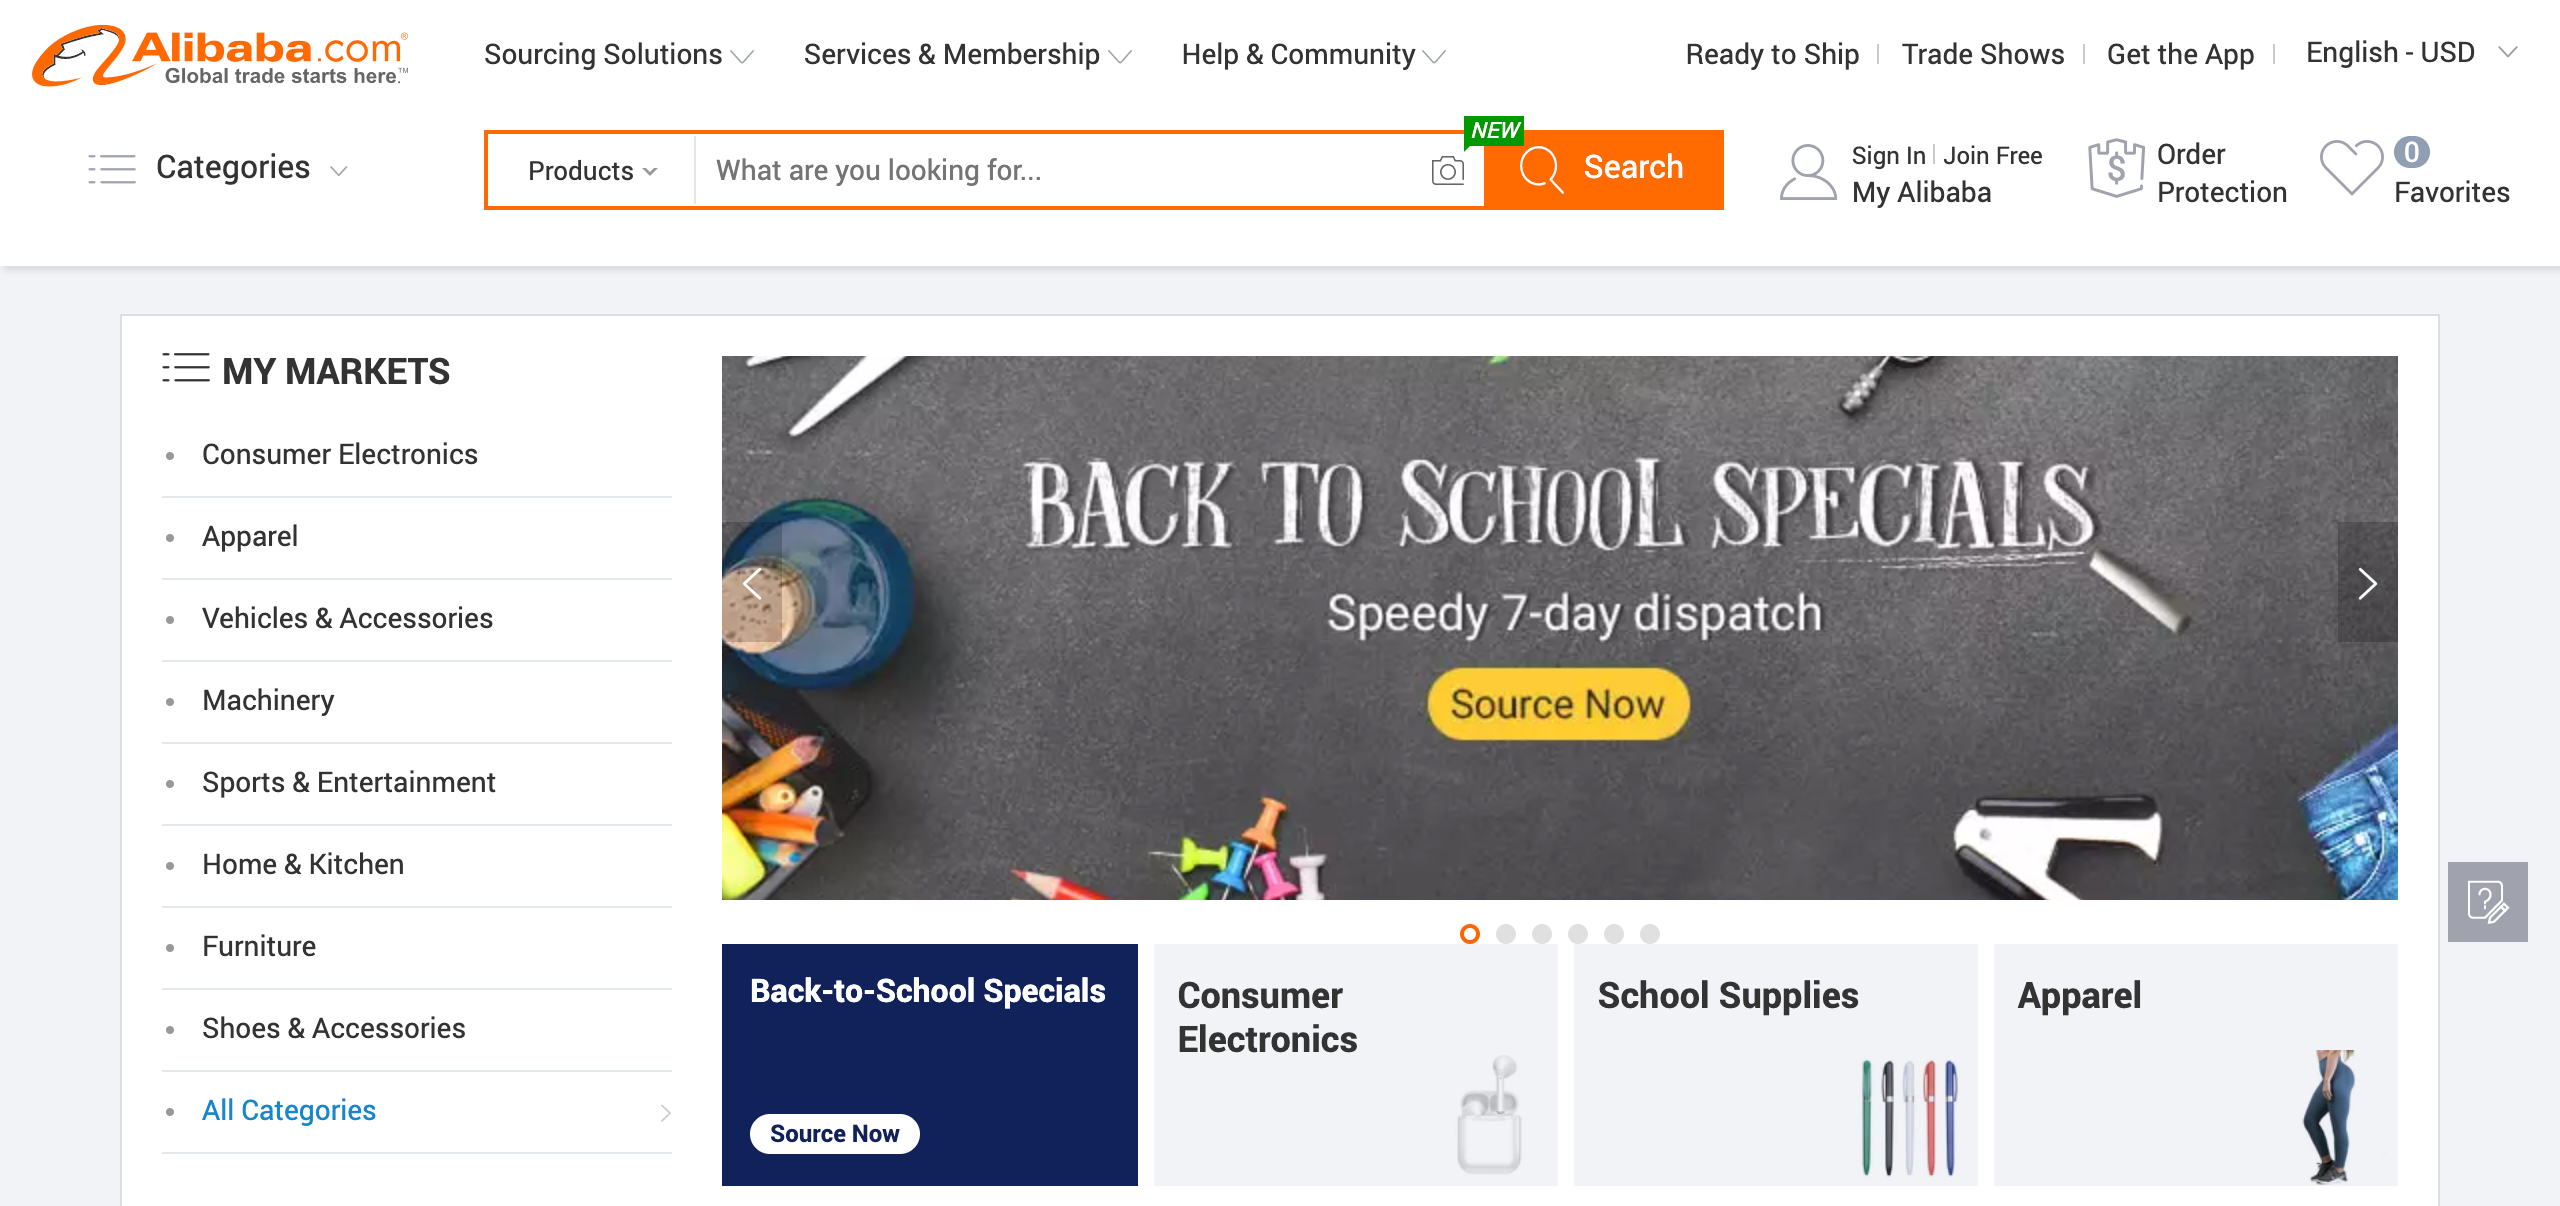 Alibaba.com®
Global trade starts here.™
Sourcing Solutions
Services & Membership
Help & Community
Ready to Ship
Trade Shows
Get the App
English - USD
Categories
Products
What are you looking for...
NEW
Search
Sign In
Join Free
My Alibaba
Order
Protection
0
Favorites
MY MARKETS
Consumer Electronics
Apparel
Vehicles & Accessories
Machinery
Sports & Entertainment
Home & Kitchen
Furniture
Shoes & Accessories
All Categories
BACK TO SCHOOL SPECIALS
Speedy 7-day dispatch
Source Now
Back-to-School Specials
Source Now
Consumer
Electronics
School Supplies
Apparel